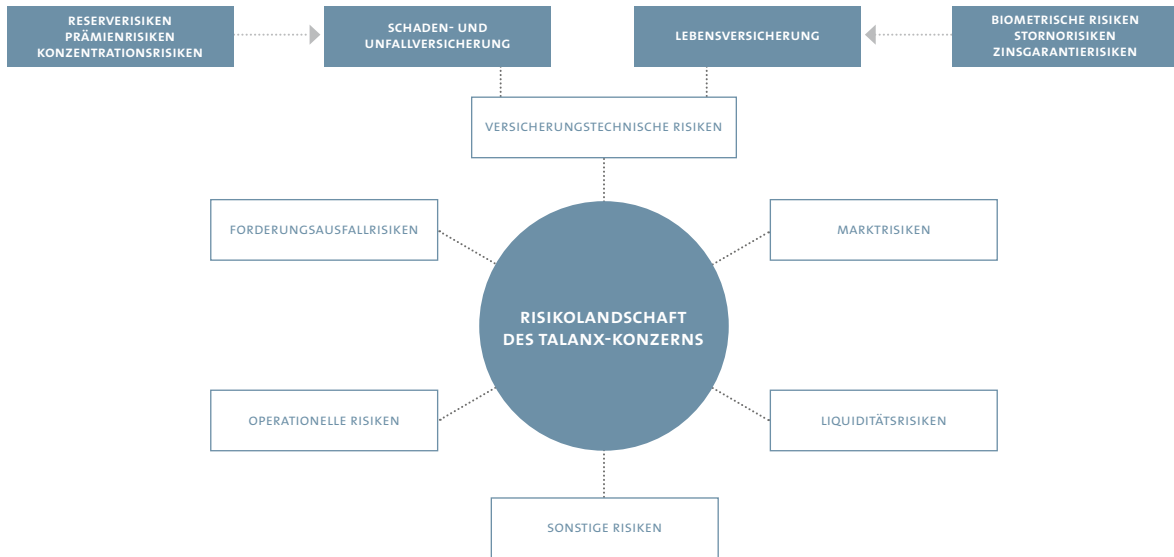 RESERVERISIKEN
PRÄMIENRISIKEN
KONZENTRATIONSRISIKEN
SCHADEN- UND
UNFALLVERSICHERUNG
LEBENSVERSICHERUNG
BIOMETRISCHE RISIKEN
STORNORISIKEN
ZINSGARANTIERISIKEN
VERSICHERUNGSTECHNISCHE RISIKEN
FORDERUNGSAUSFALLRISIKEN
MARKTRISIKEN
RISIKOLANDSCHAFT
DES TALANX-KONZERNS
OPERATIONELLE RISIKEN
LIQUIDITÄTSRISIKEN
SONSTIGE RISIKEN